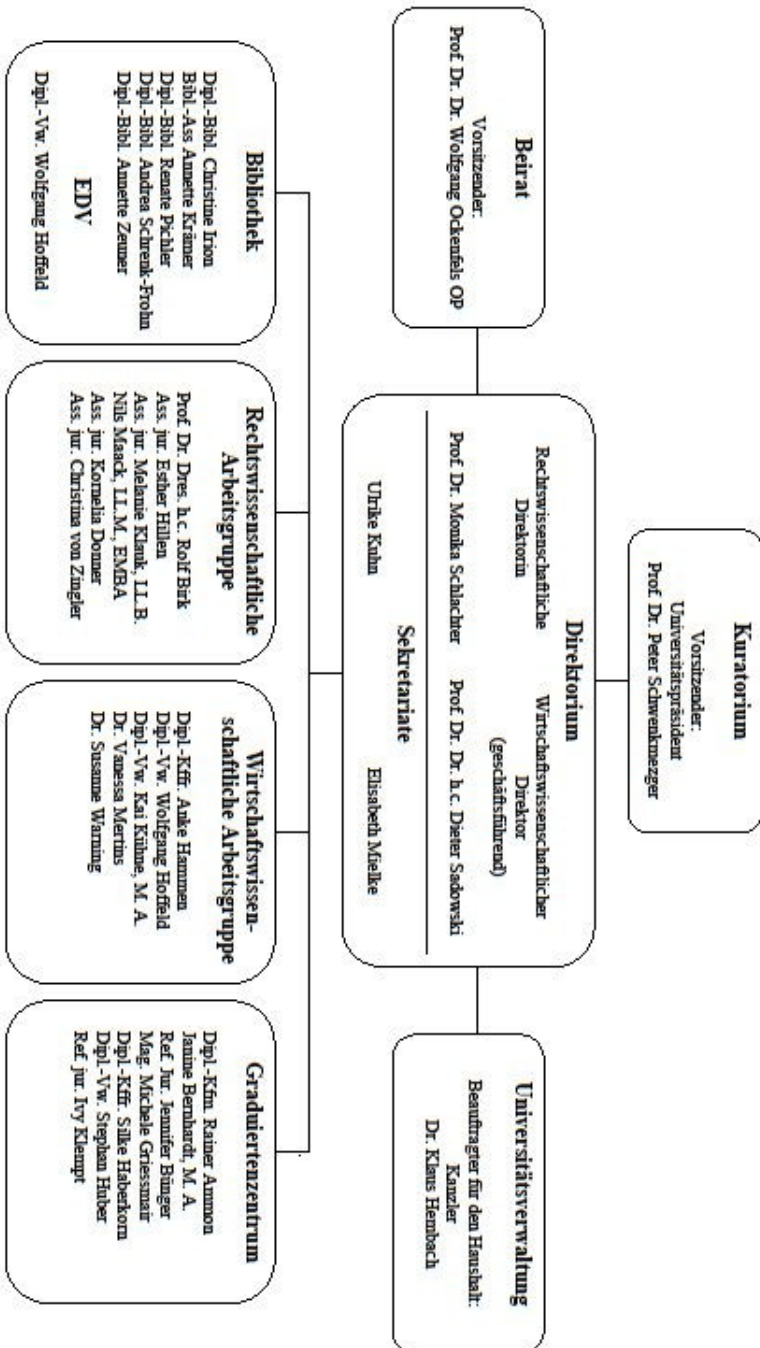 Kuratorium
Vorsitzender:
Universitätspräsident
Prof. Dr. Peter Schwenkmezger
Beirat
Vorsitzender:
Prof. Dr. Dr. Wolfgang Ockenfels OP
Direktorium
Rechtswissenschaftliche
Direktorin
Prof. Dr. Monika Schlachter
Wirtschaftswissenschaftlicher
Direktor
(geschäftsführend)
Prof. Dr. Dr. h.c. Dieter Sadowski
Sekretariate
Ulrike Kuhn
Elisabeth Mielke
Universitätsverwaltung
Beauftragter für den Haushalt:
Kanzler
Dr. Klaus Hembach
Bibliothek
Dipl.-Bibl. Christine Irion
Bibl.-Ass Annette Krämer
Dipl.-Bibl. Renate Pichler
Dipl.-Bibl. Andrea Schrenk-Frohn
Dipl.-Bibl. Annette Zeuner
EDV
Dipl.-Vw. Wolfgang Hoffeld
Rechtswissenschaftliche
Arbeitsgruppe
Prof. Dr. Dres. h.c. Rolf Birk
Ass. jur. Esther Hillen
Ass. jur. Melanie Klauk, LL.B.
Nils Maack, LL.M., EMBA
Ass. jur. Kornelia Donner
Ass. jur. Christina von Zingler
Wirtschaftswissen-
schaftliche Arbeitsgruppe
Dipl.-Kffr. Anke Hammen
Dipl.-Vw. Wolfgang Hoffeld
Dipl.-Vw. Kai Kühne, M. A.
Dr. Vanessa Mertins
Dr. Susanne Warning
Graduiertenzentrum
Dipl.-Kfm. Rainer Ammon
Janine Bernhardt, M. A.
Ref. Jur. Jennifer Bünger
Mag. Michele Griessmair
Dipl.-Kffr. Silke Haberkorn
Dipl.-Vw. Stephan Huber
Ref. jur. Ivy Klempt